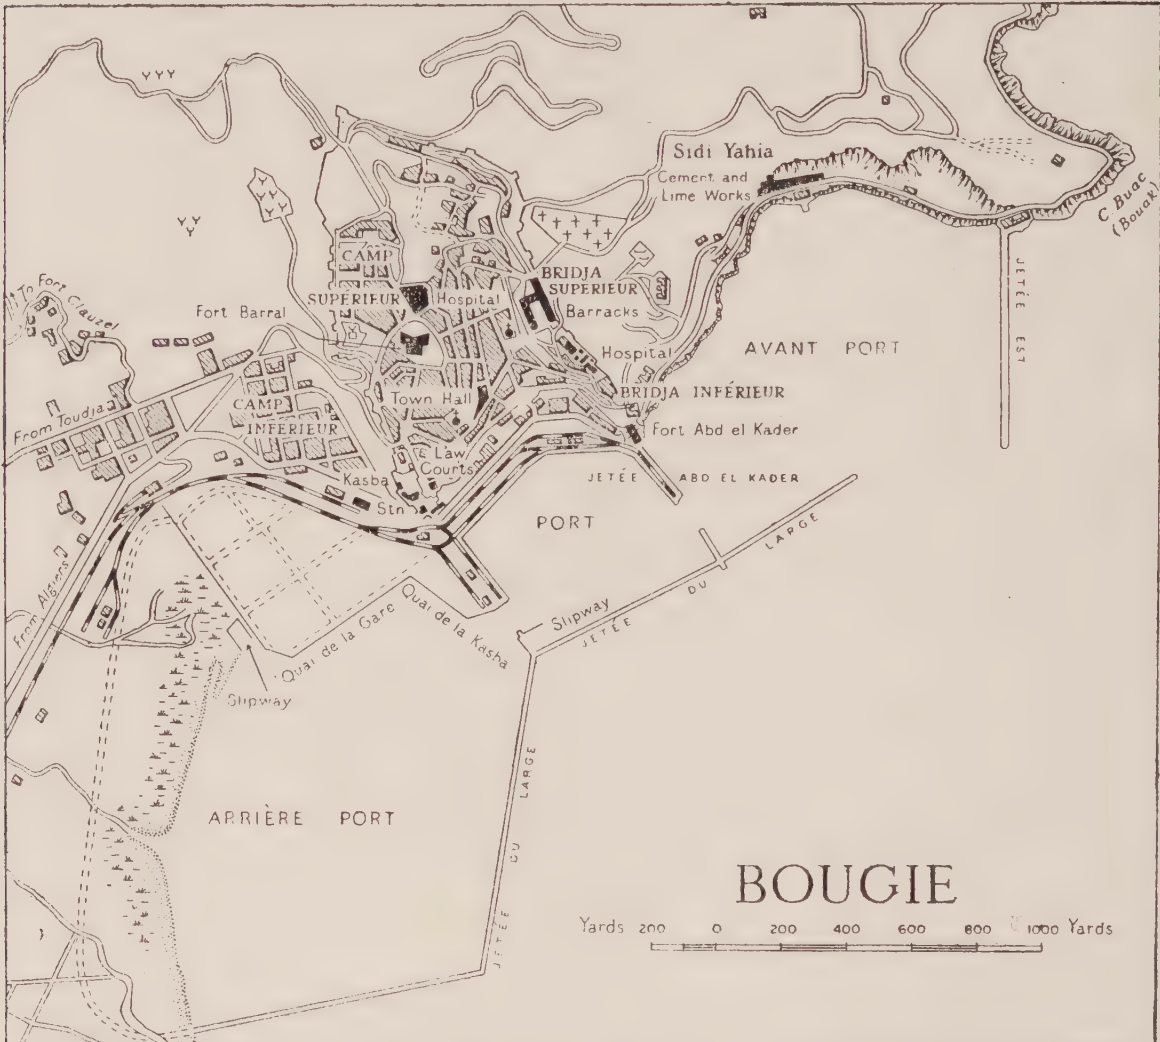 Sidi Yahia
Cement and
Lime Works
C. Buac
(Bouak)
CAMP
SUPÉRIEUR
Hospital
BRIDJA
SUPERIEUR
Barracks
JETÉE EST
To Fort Clauzel
Fort Barral
Hospital
AVANT PORT
BRIDJA INFÉRIEUR
Town Hall
CAMP
INFERIEUR
From Toudja
Fort Abd el Kader
Law
Courts
Kasba
Stn
JETÉE ABD EL KADER
PORT
JETÉE DU LARGE
Slipway
From Algiers
Quai de la Gare
Quai de la Kasba
Slipway
ARRIÈRE PORT
JETÉE DU LARGE
BOUGIE
Yards 200 0 200 400 600 800 1000 Yards